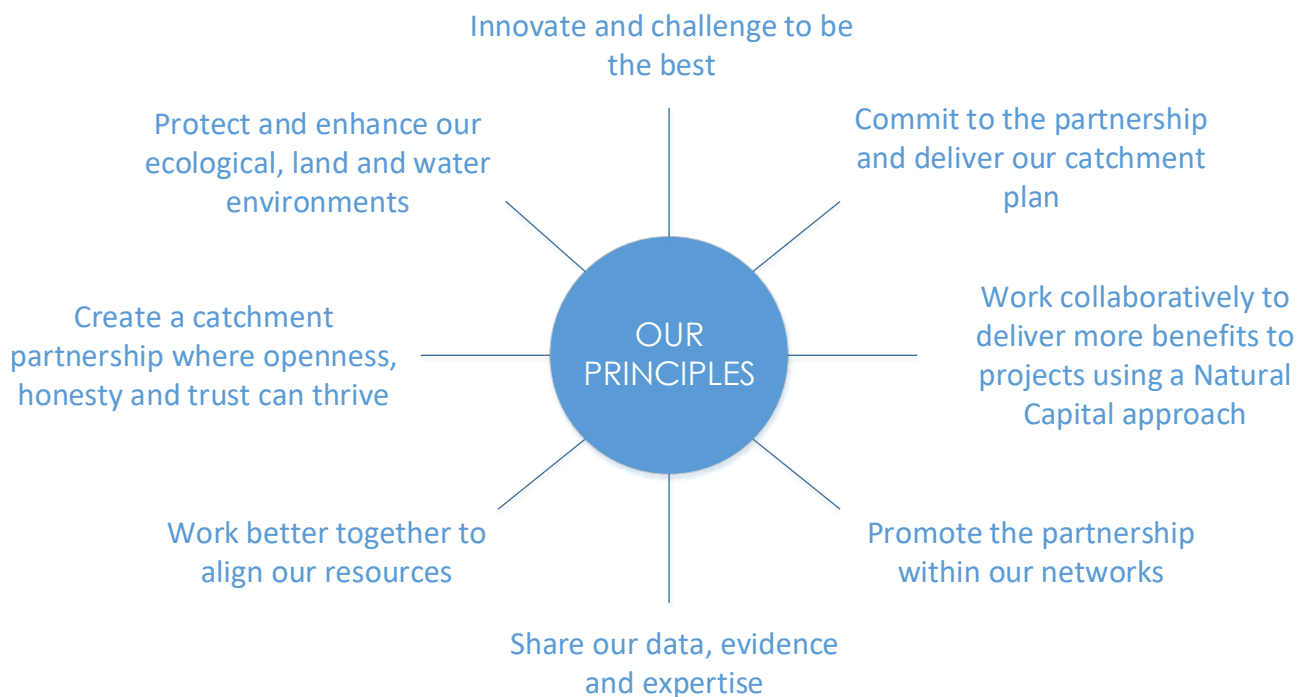 Innovate and challenge to be
the best
Commit to the partnership
and deliver our catchment
plan
Work collaboratively to
deliver more benefits to
projects using a Natural
Capital approach
Promote the partnership
within our networks
Share our data, evidence
and expertise
Work better together to
align our resources
Create a catchment
partnership where openness,
honesty and trust can thrive
Protect and enhance our
ecological, land and water
environments
OUR
PRINCIPLES